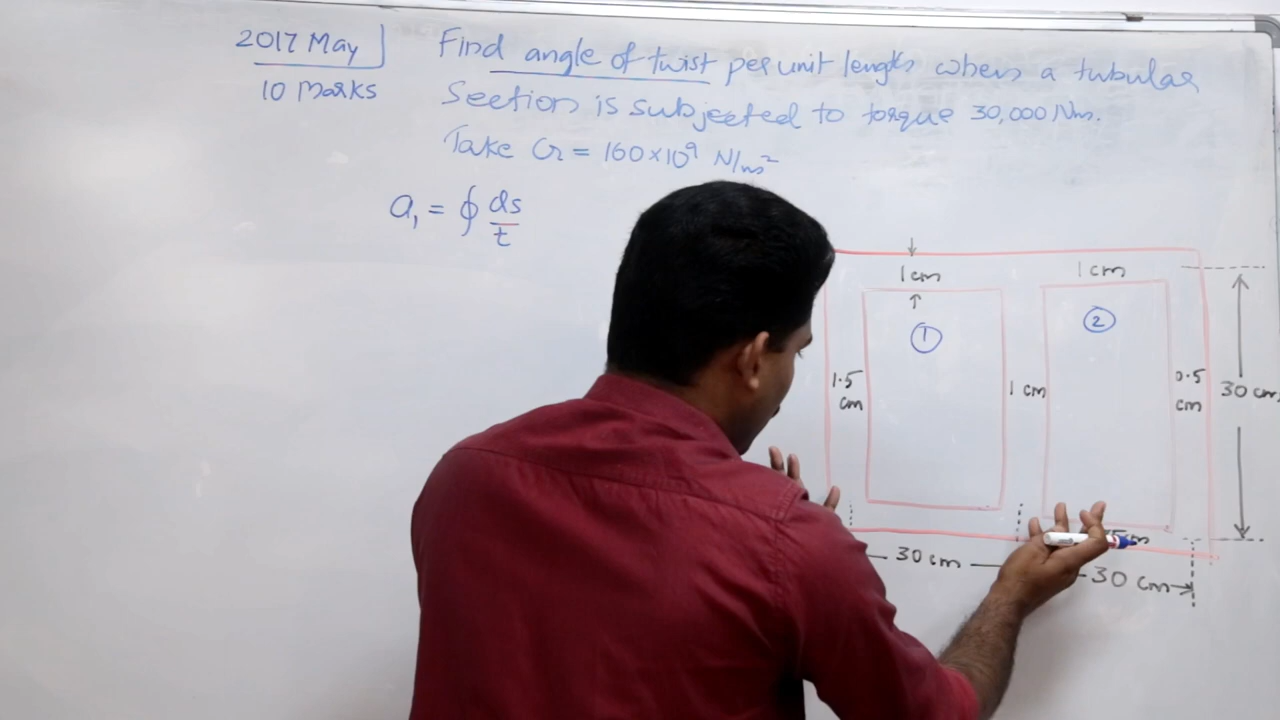 2017 May
10 Marks
Find angle of twist per unit length when a tubular
Section is subjected to torque 30,000 Nm.
Take G = 160×10⁹ N/m²
a₁ = ∮ ds/t
1 cm
1 cm
①
②
1.5 cm
1 cm
0.5 cm
30 cm
30 cm
30 cm